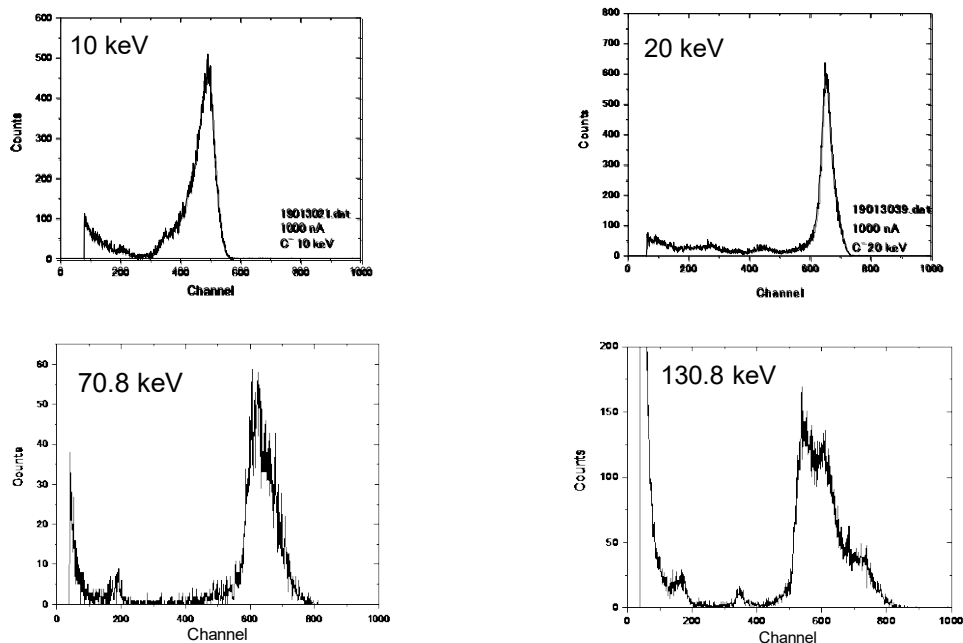 10 keV
600
500
400
300
200
100
0
Counts
0 200 400 600 800 1000
Channel
19013021.dat
1000 nA
C⁻ 10 keV
20 keV
800
700
600
500
400
300
200
100
0
Counts
0 200 400 600 800 1000
Channel
19013039.dat
1000 nA
C⁻ 20 keV
70.8 keV
60
50
40
30
20
10
0
Counts
0 200 400 600 800 1000
Channel
130.8 keV
200
150
100
50
0
Counts
0 200 400 600 800 1000
Channel